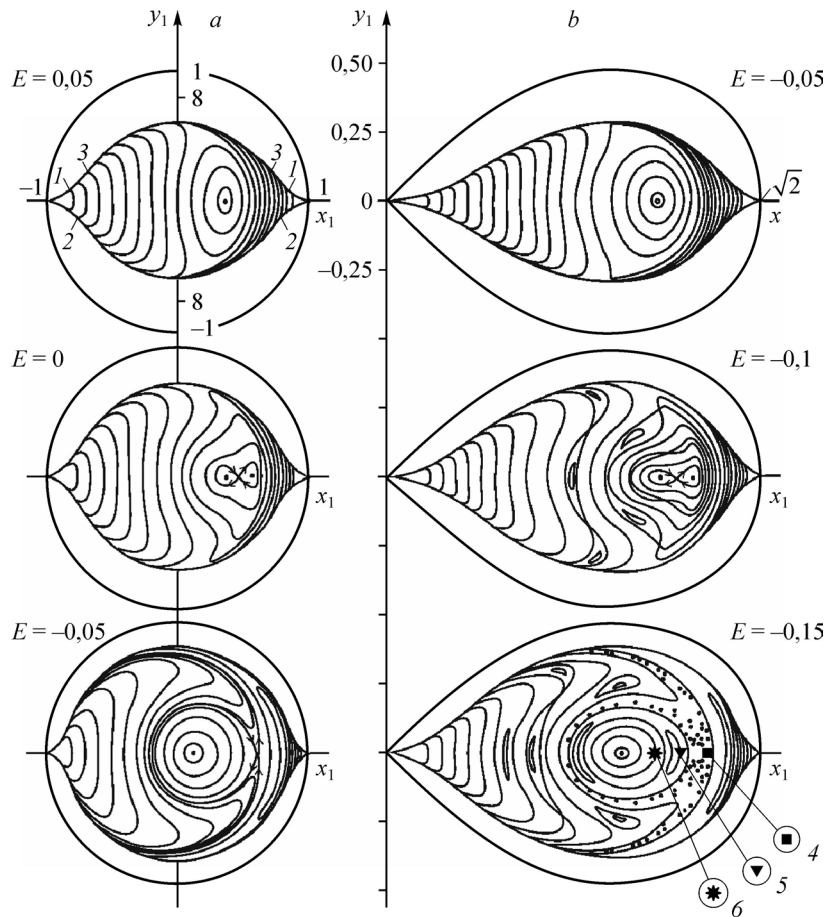 y₁ a b
E = 0,05
1
8
3
1
2
–1
3
1
2
1
x₁
8
–1
0,50
0,25
0
–0,25
E = –0,05
√2
x
E = 0
x₁
E = –0,1
x₁
E = –0,05
x₁
E = –0,15
x₁
4
5
6